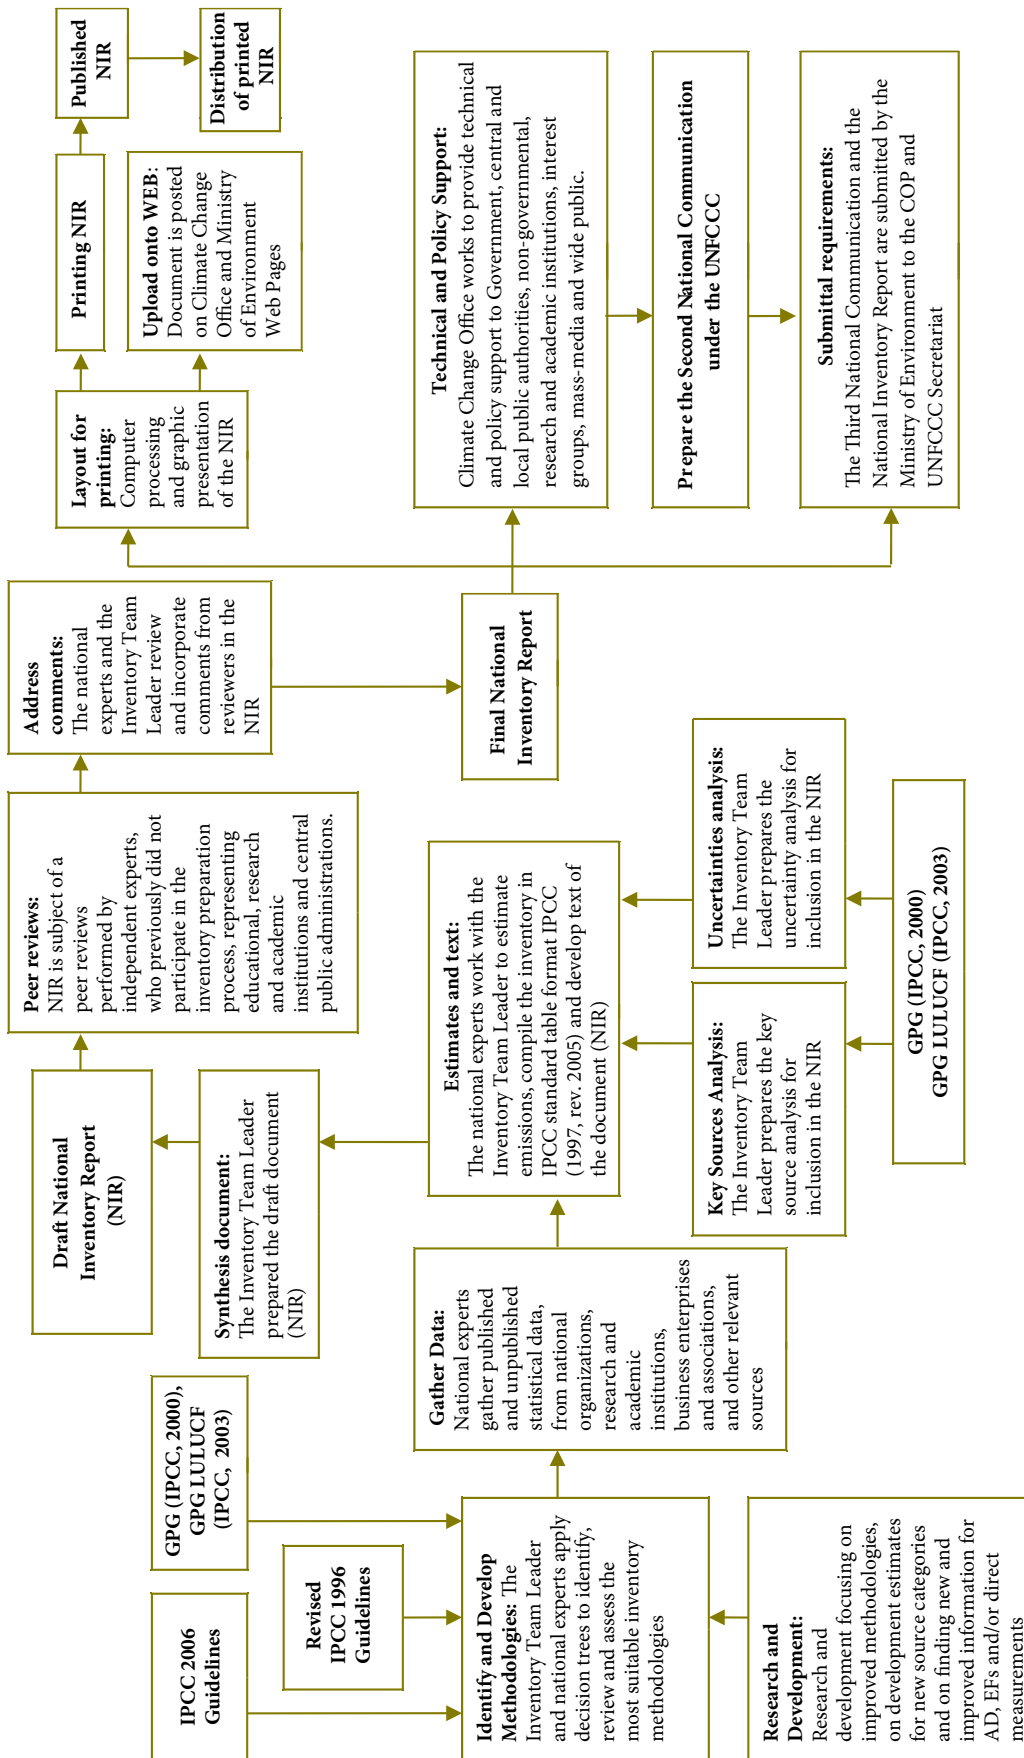 IPCC 2006
Guidelines
Revised
IPCC 1996
Guidelines
GPG (IPCC, 2000),
GPG LULUCF
(IPCC, 2003)
Identify and Develop
Methodologies: The
Inventory Team Leader
and national experts apply
decision trees to identify,
review and assess the
most suitable inventory
methodologies
Research and
Development:
Research and
development focusing on
improved methodologies,
on development estimates
for new source categories
and on finding new and
improved information for
AD, EFs and/or direct
measurements
Gather Data:
National experts
gather published
and unpublished
statistical data,
from national
organizations,
research and
academic
institutions,
business enterprises
and associations,
and other relevant
sources
Estimates and text:
The national experts work with the
Inventory Team Leader to estimate
emissions, compile the inventory in
IPCC standard table format IPCC
(1997, rev. 2005) and develop text of
the document (NIR)
Key Sources Analysis:
The Inventory Team
Leader prepares the key
source analysis for
inclusion in the NIR
Uncertainties analysis:
The Inventory Team
Leader prepares the
uncertainty analysis for
inclusion in the NIR
GPG (IPCC, 2000)
GPG LULUCF (IPCC, 2003)
Synthesis document:
The Inventory Team Leader
prepared the draft document
(NIR)
Draft National
Inventory Report
(NIR)
Peer reviews:
NIR is subject of a
peer reviews
performed by
independent experts,
who previously did not
participate in the
inventory preparation
process, representing
educational, research
and academic
institutions and central
public administrations.
Address
comments:
The national
experts and the
Inventory Team
Leader review
and incorporate
comments from
reviewers in the
NIR
Final National
Inventory Report
Layout for
printing:
Computer
processing
and graphic
presentation
of the NIR
Printing NIR
Published
NIR
Distribution
of printed
NIR
Upload onto WEB:
Document is posted
on Climate Change
Office and Ministry
of Environment
Web Pages
Technical and Policy Support:
Climate Change Office works to provide technical
and policy support to Government, central and
local public authorities, non-governmental,
research and academic institutions, interest
groups, mass-media and wide public.
Prepare the Second National Communication
under the UNFCCC
Submittal requirements:
The Third National Communication and the
National Inventory Report are submitted by the
Ministry of Environment to the COP and
UNFCCC Secretariat